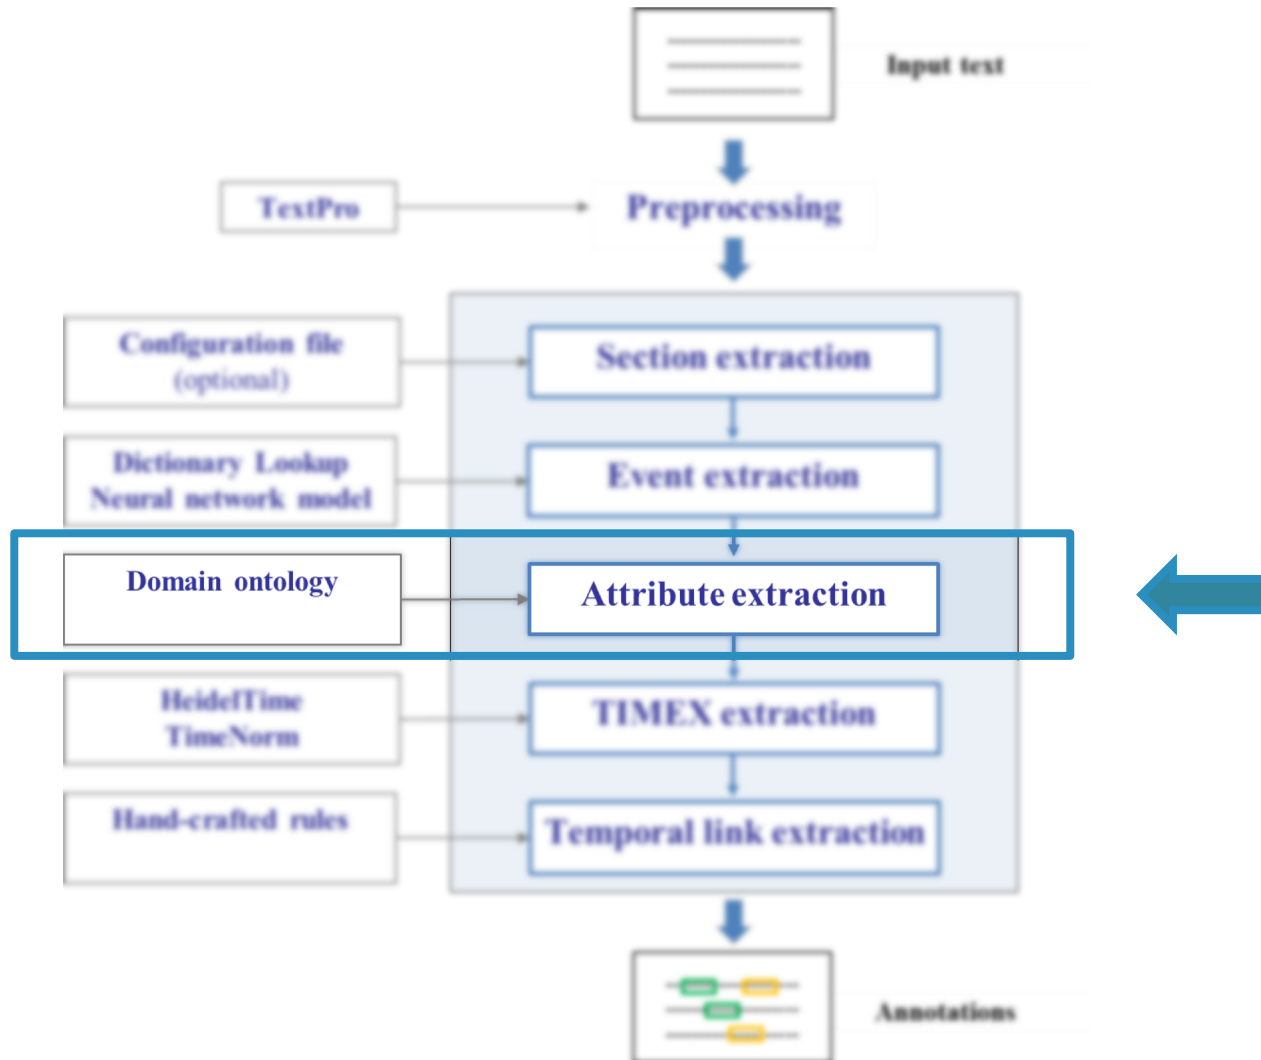 Input text
TextPro
Preprocessing
Configuration file
(optional)
Section extraction
Dictionary Lookup
Neural network model
Event extraction
Domain ontology
Attribute extraction
HeidelTime
TimeNorm
TIMEX extraction
Hand-crafted rules
Temporal link extraction
Annotations